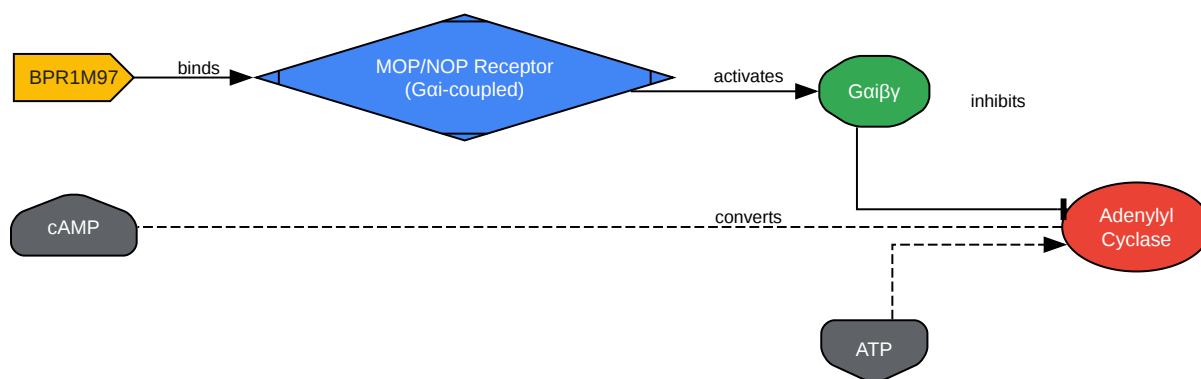 BPR1M97
binds
MOP/NOP Receptor
(Gαi-coupled)
activates
Gαiβγ
inhibits
cAMP
converts
Adenylyl
Cyclase
ATP